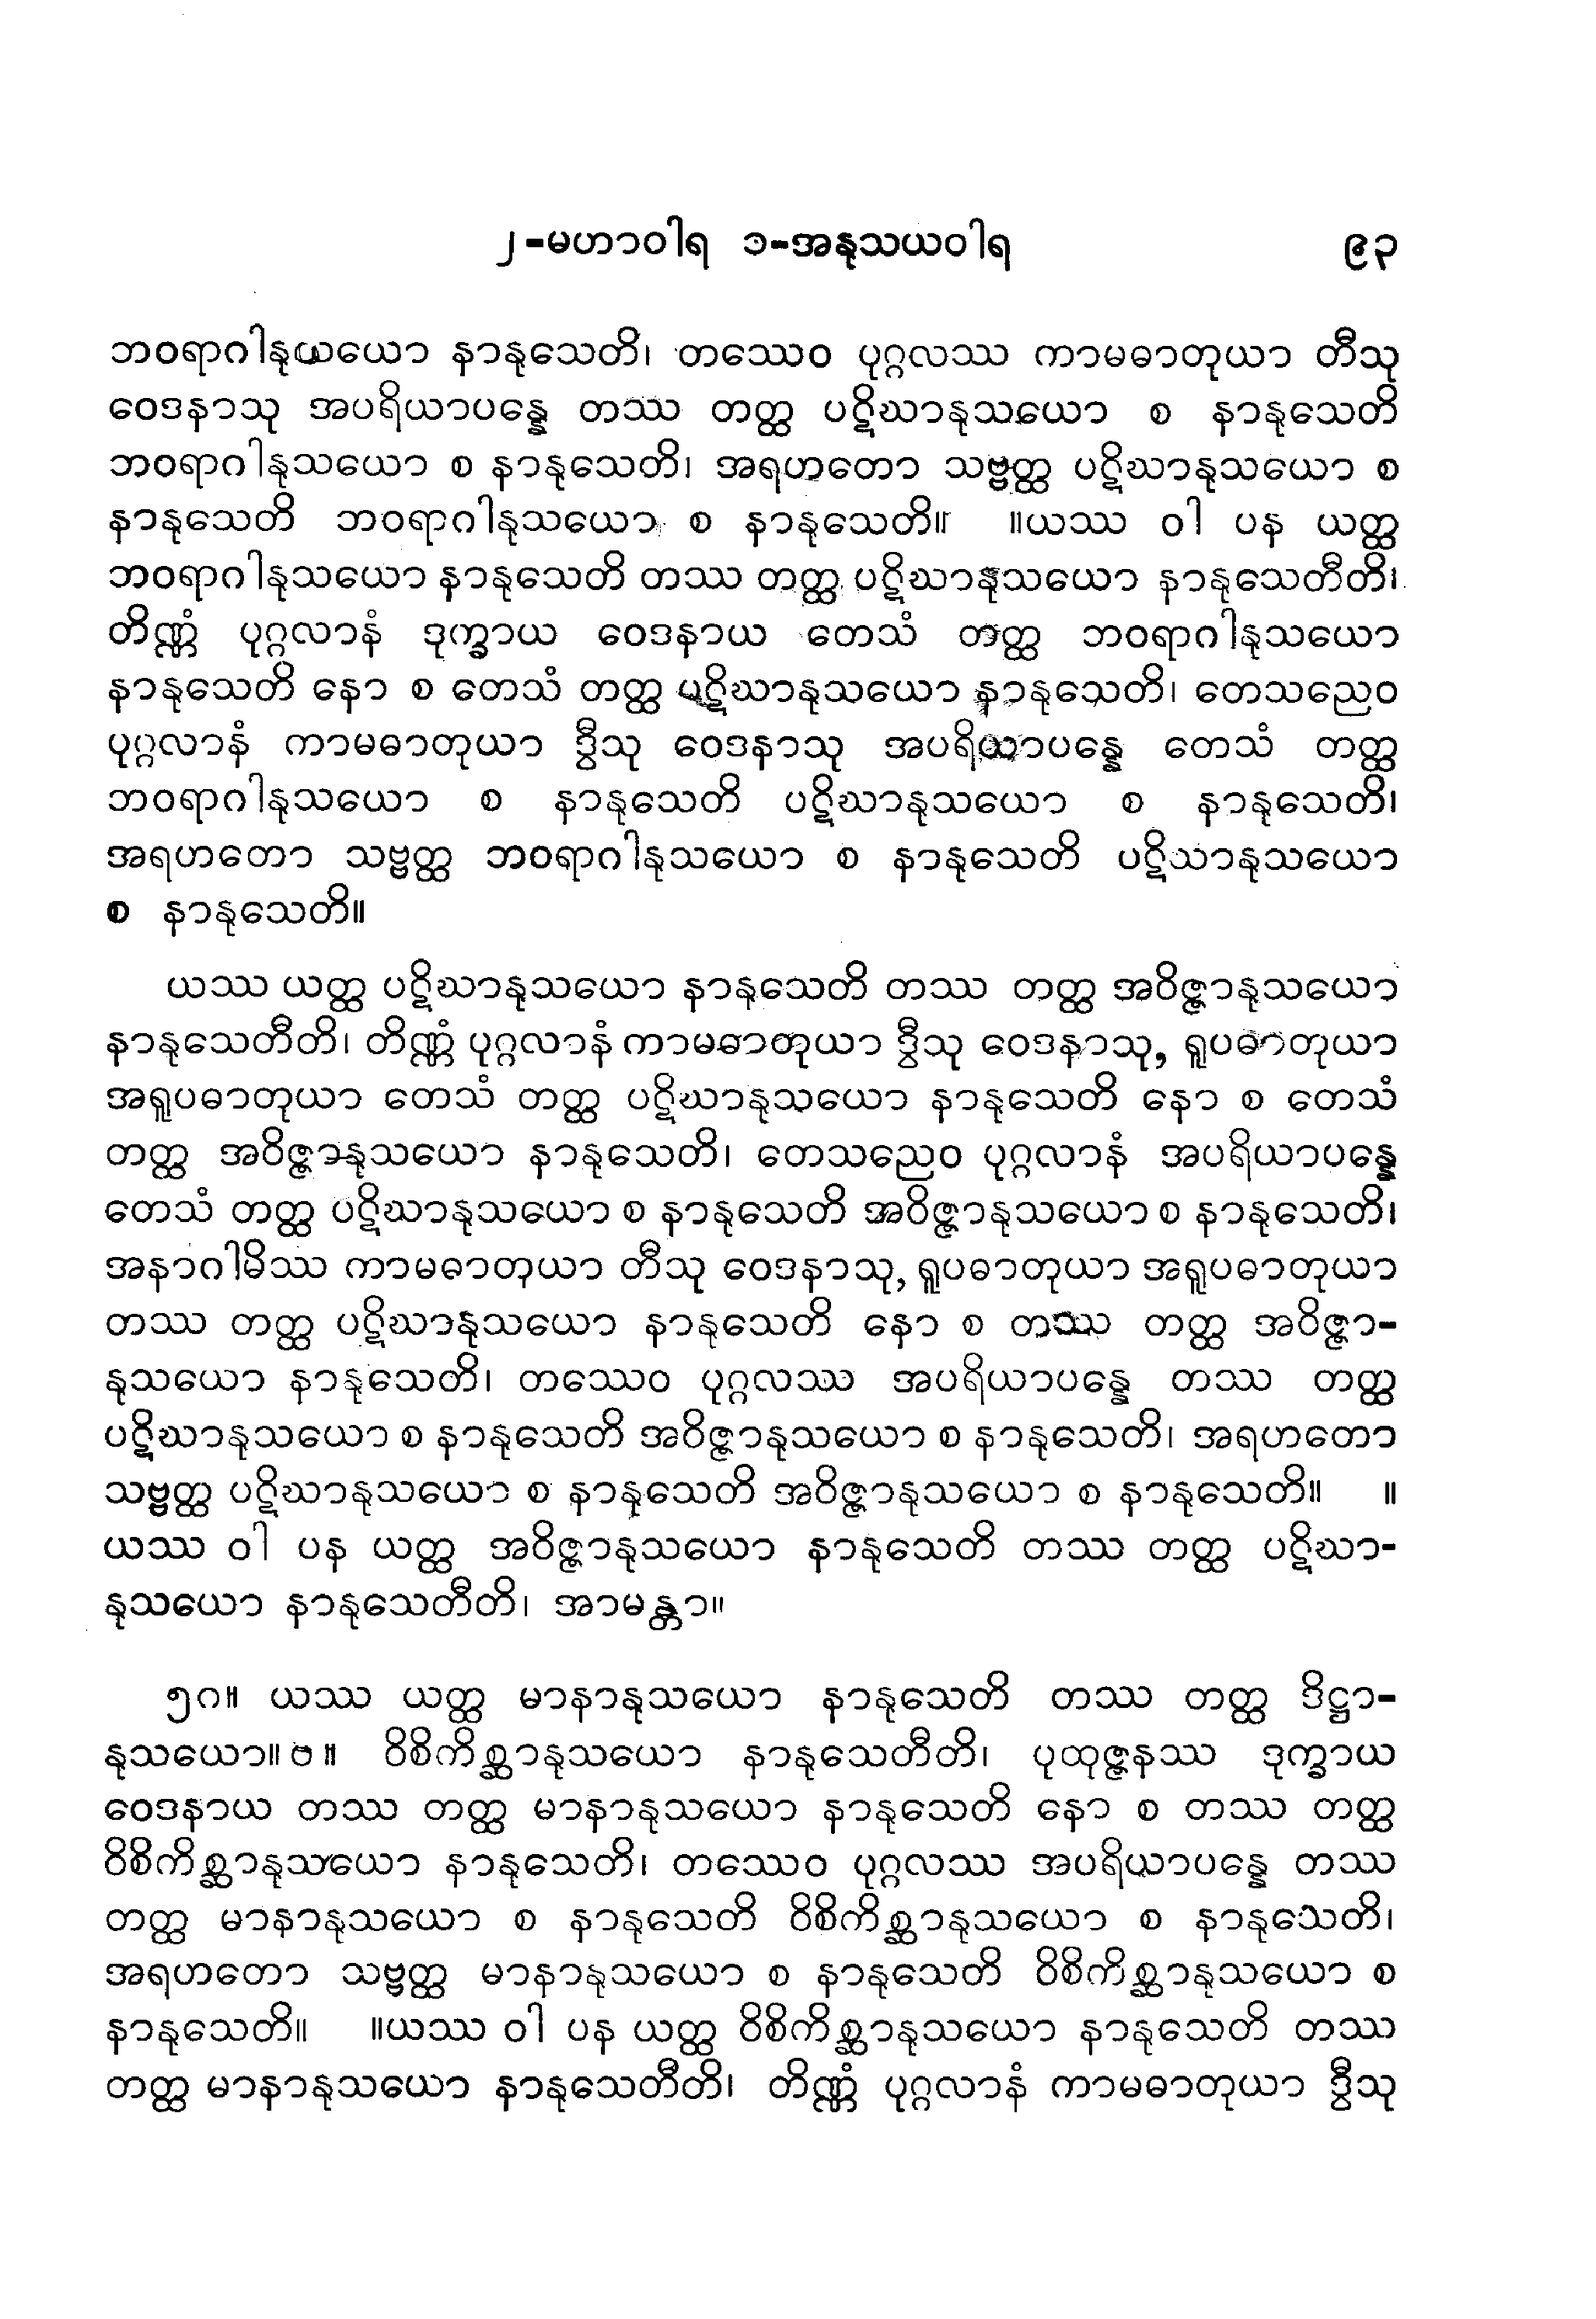 ၂-မဟာဝါရ ၁-အနုသယဝါရ ၉၃
ဘဝရာဂါနုသယော နာနုသေတိ၊ တဿေဝ ပုဂ္ဂလဿ ကာမဓာတုယာ တီသု
ဝေဒနာသု အပရိယာပန္နေ တဿ တတ္ထ ပဋိဃာနုသယော စ နာနုသေတိ
ဘဝရာဂါနုသယော စ နာနုသေတိ၊ အရဟတော သဗ္ဗတ္ထ ပဋိဃာနုသယော စ
နာနုသေတိ ဘဝရာဂါနုသယော စ နာနုသေတိ။ ။ယဿ ဝါ ပန ယတ္ထ
ဘဝရာဂါနုသယော နာနုသေတိ တဿ တတ္ထ ပဋိဃာနုသယော နာနုသေတီတိ၊
တိဏ္ဏံ ပုဂ္ဂလာနံ ဒုက္ခာယ ဝေဒနာယ တေသံ တတ္ထ ဘဝရာဂါနုသယော
နာနုသေတိ နော စ တေသံ တတ္ထ ပဋိဃာနုသယော နာနုသေတိ၊ တေသညေဝ
ပုဂ္ဂလာနံ ကာမဓာတုယာ ဒွီသု ဝေဒနာသု အပရိယာပန္နေ တေသံ တတ္ထ
ဘဝရာဂါနုသယော စ နာနုသေတိ ပဋိဃာနုသယော စ နာနုသေတိ၊
အရဟတော သဗ္ဗတ္ထ ဘဝရာဂါနုသယော စ နာနုသေတိ ပဋိဃာနုသယော
စ နာနုသေတိ။
ယဿ ယတ္ထ ပဋိဃာနုသယော နာနုသေတိ တဿ တတ္ထ အဝိဇ္ဇာနုသယော
နာနုသေတီတိ၊ တိဏ္ဏံ ပုဂ္ဂလာနံ ကာမဓာတုယာ ဒွီသု ဝေဒနာသု, ရူပဓာတုယာ
အရူပဓာတုယာ တေသံ တတ္ထ ပဋိဃာနုသယော နာနုသေတိ နော စ တေသံ
တတ္ထ အဝိဇ္ဇာနုသယော နာနုသေတိ၊ တေသညေဝ ပုဂ္ဂလာနံ အပရိယာပန္နေ
တေသံ တတ္ထ ပဋိဃာနုသယော စ နာနုသေတိ အဝိဇ္ဇာနုသယော စ နာနုသေတိ၊
အနာဂါမိဿ ကာမဓာတုယာ တီသု ဝေဒနာသု, ရူပဓာတုယာ အရူပဓာတုယာ
တဿ တတ္ထ ပဋိဃာနုသယော နာနုသေတိ နော စ တဿ တတ္ထ အဝိဇ္ဇာ-
နုသယော နာနုသေတိ၊ တဿေဝ ပုဂ္ဂလဿ အပရိယာပန္နေ တဿ တတ္ထ
ပဋိဃာနုသယော စ နာနုသေတိ အဝိဇ္ဇာနုသယော စ နာနုသေတိ၊ အရဟတော
သဗ္ဗတ္ထ ပဋိဃာနုသယော စ နာနုသေတိ အဝိဇ္ဇာနုသယော စ နာနုသေတိ။ ။
ယဿ ဝါ ပန ယတ္ထ အဝိဇ္ဇာနုသယော နာနုသေတိ တဿ တတ္ထ ပဋိဃာ-
နုသယော နာနုသေတီတိ၊ အာမန္တာ။
၅ဂ။ ယဿ ယတ္ထ မာနာနုသယော နာနုသေတိ တဿ တတ္ထ ဒိဋ္ဌာ-
နုသယော။ဗ။ ဝိစိကိစ္ဆာနုသယော နာနုသေတီတိ၊ ပုထုဇ္ဇနဿ ဒုက္ခာယ
ဝေဒနာယ တဿ တတ္ထ မာနာနုသယော နာနုသေတိ နော စ တဿ တတ္ထ
ဝိစိကိစ္ဆာနုသယော နာနုသေတိ၊ တဿေဝ ပုဂ္ဂလဿ အပရိယာပန္နေ တဿ
တတ္ထ မာနာနုသယော စ နာနုသေတိ ဝိစိကိစ္ဆာနုသယော စ နာနုသေတိ၊
အရဟတော သဗ္ဗတ္ထ မာနာနုသယော စ နာနုသေတိ ဝိစိကိစ္ဆာနုသယော စ
နာနုသေတိ။ ။ယဿ ဝါ ပန ယတ္ထ ဝိစိကိစ္ဆာနုသယော နာနုသေတိ တဿ
တတ္ထ မာနာနုသယော နာနုသေတီတိ၊ တိဏ္ဏံ ပုဂ္ဂလာနံ ကာမဓာတုယာ ဒွီသု